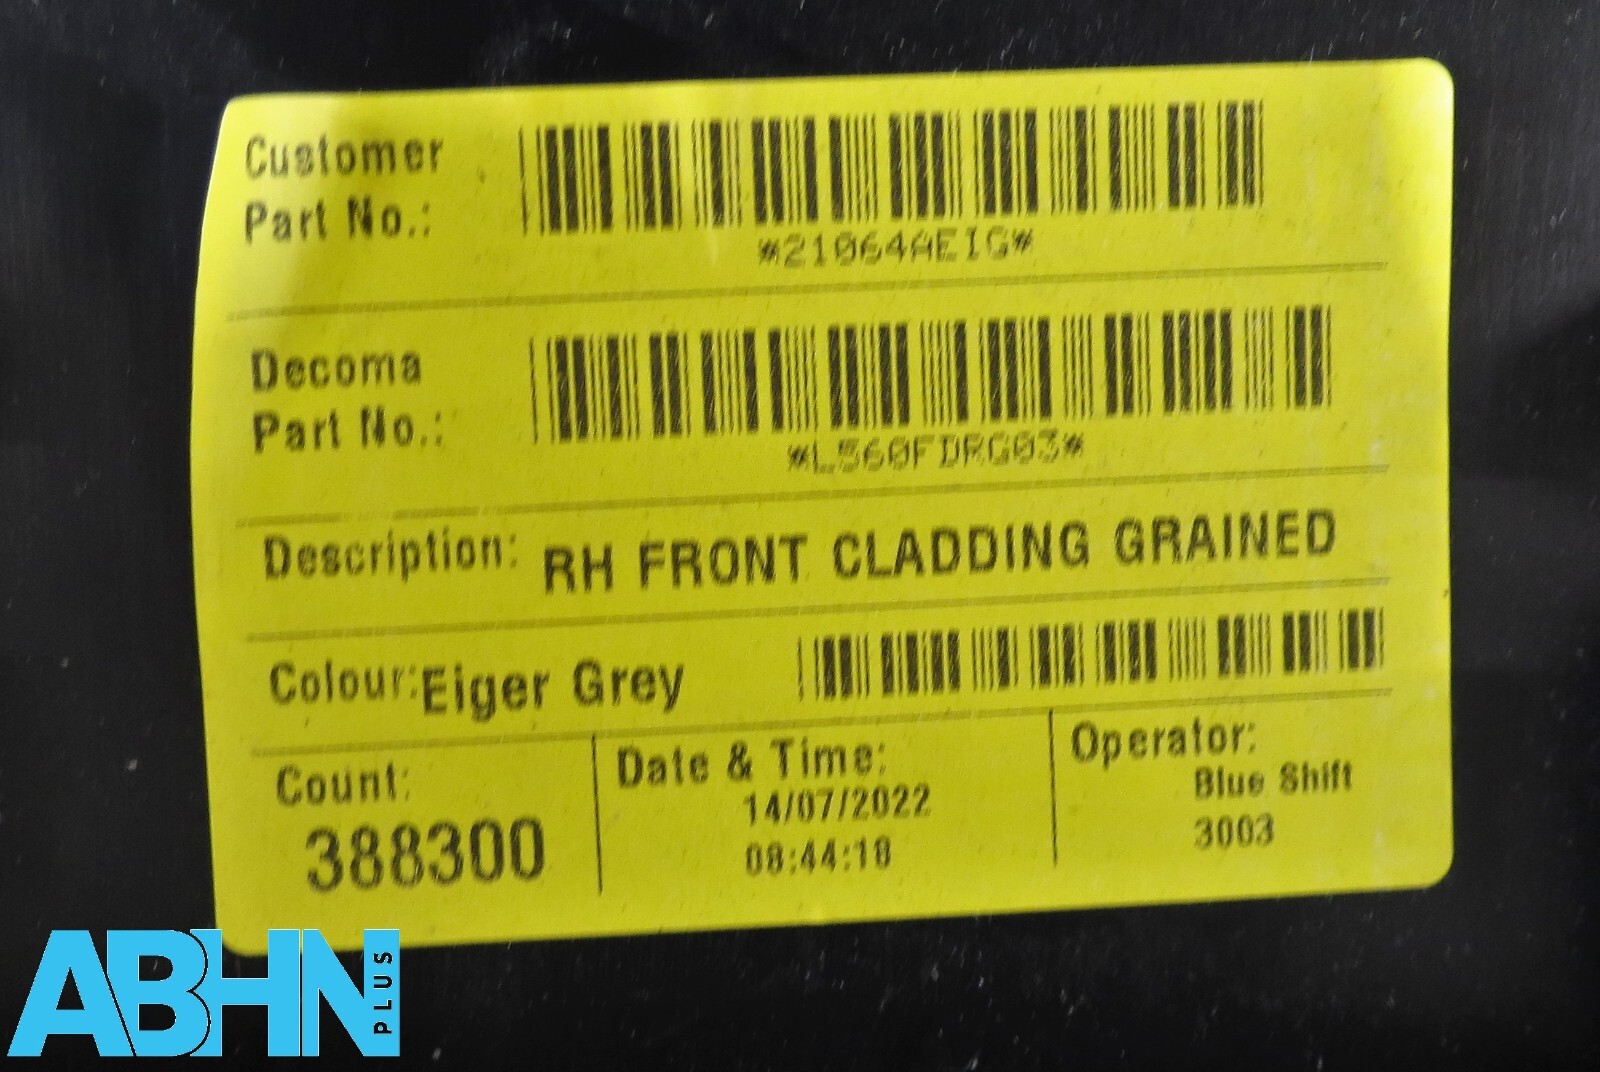 Customer
Part No.:
*21064AEIG*
Decoma
Part No.:
*L560FDRG03*
Description: RH FRONT CLADDING GRAINED
Colour: Eiger Grey
Count:
388300
Date & Time:
14/07/2022
08:44:18
Operator:
Blue Shift
3003
ABHN
PLUS